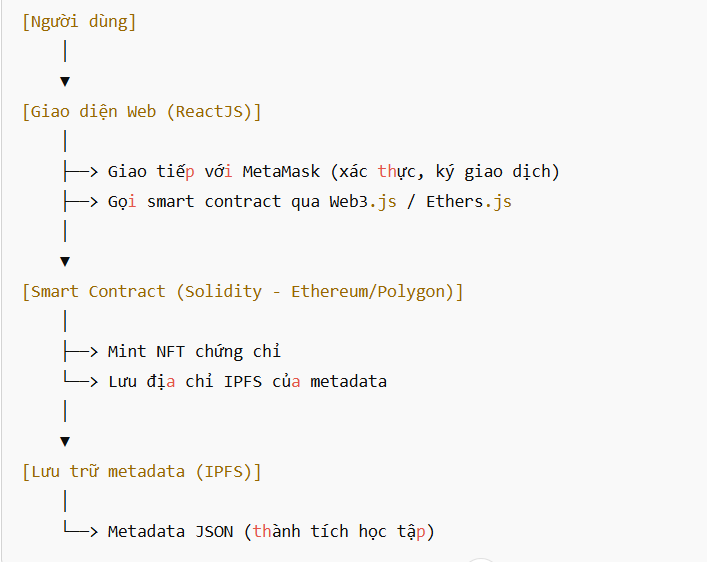 [Người dùng]
│
▼
[Giao diện Web (ReactJS)]
│
├──> Giao tiếp với MetaMask (xác thực, ký giao dịch)
├──> Gọi smart contract qua Web3.js / Ethers.js
│
▼
[Smart Contract (Solidity - Ethereum/Polygon)]
│
├──> Mint NFT chứng chỉ
└──> Lưu địa chỉ IPFS của metadata
│
▼
[Lưu trữ metadata (IPFS)]
│
└──> Metadata JSON (thành tích học tập)